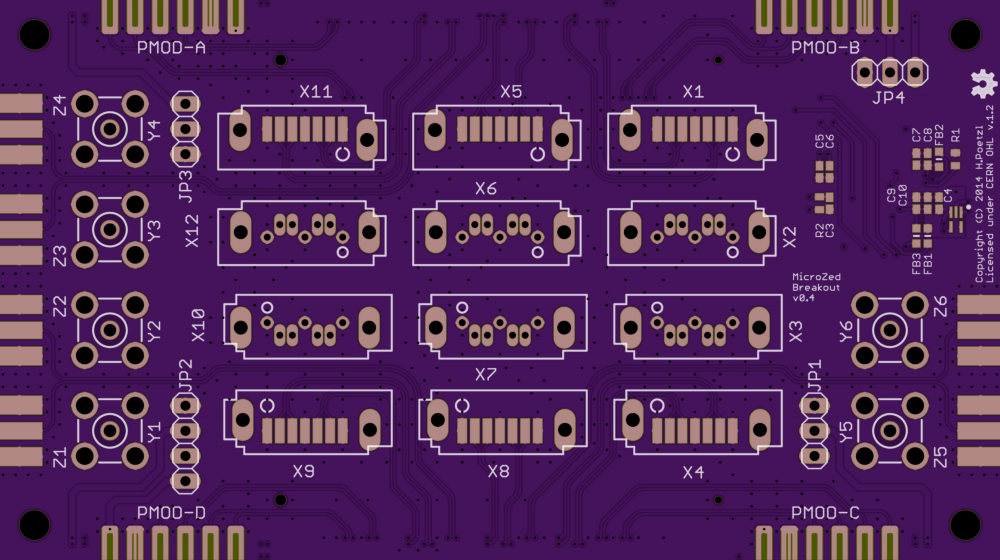 PMOD-A
PMOD-B
JP4
X11
X5
X1
Z4
Y4
JP3
C5
C6
C7
C8
FB2
R1
X6
X12
X2
Z3
Y3
C9
C10
C4
R2
C3
FB3
FB1
Copyright (C) 2014 H.Poetzl
Licensed under CERN OHL v.1.2
MicroZed
Breakout
v0.4
Z2
Y2
X10
X3
Y6
Z6
X7
JP2
JP1
Z1
Y1
Y5
Z5
X9
X8
X4
PMOD-D
PMOD-C